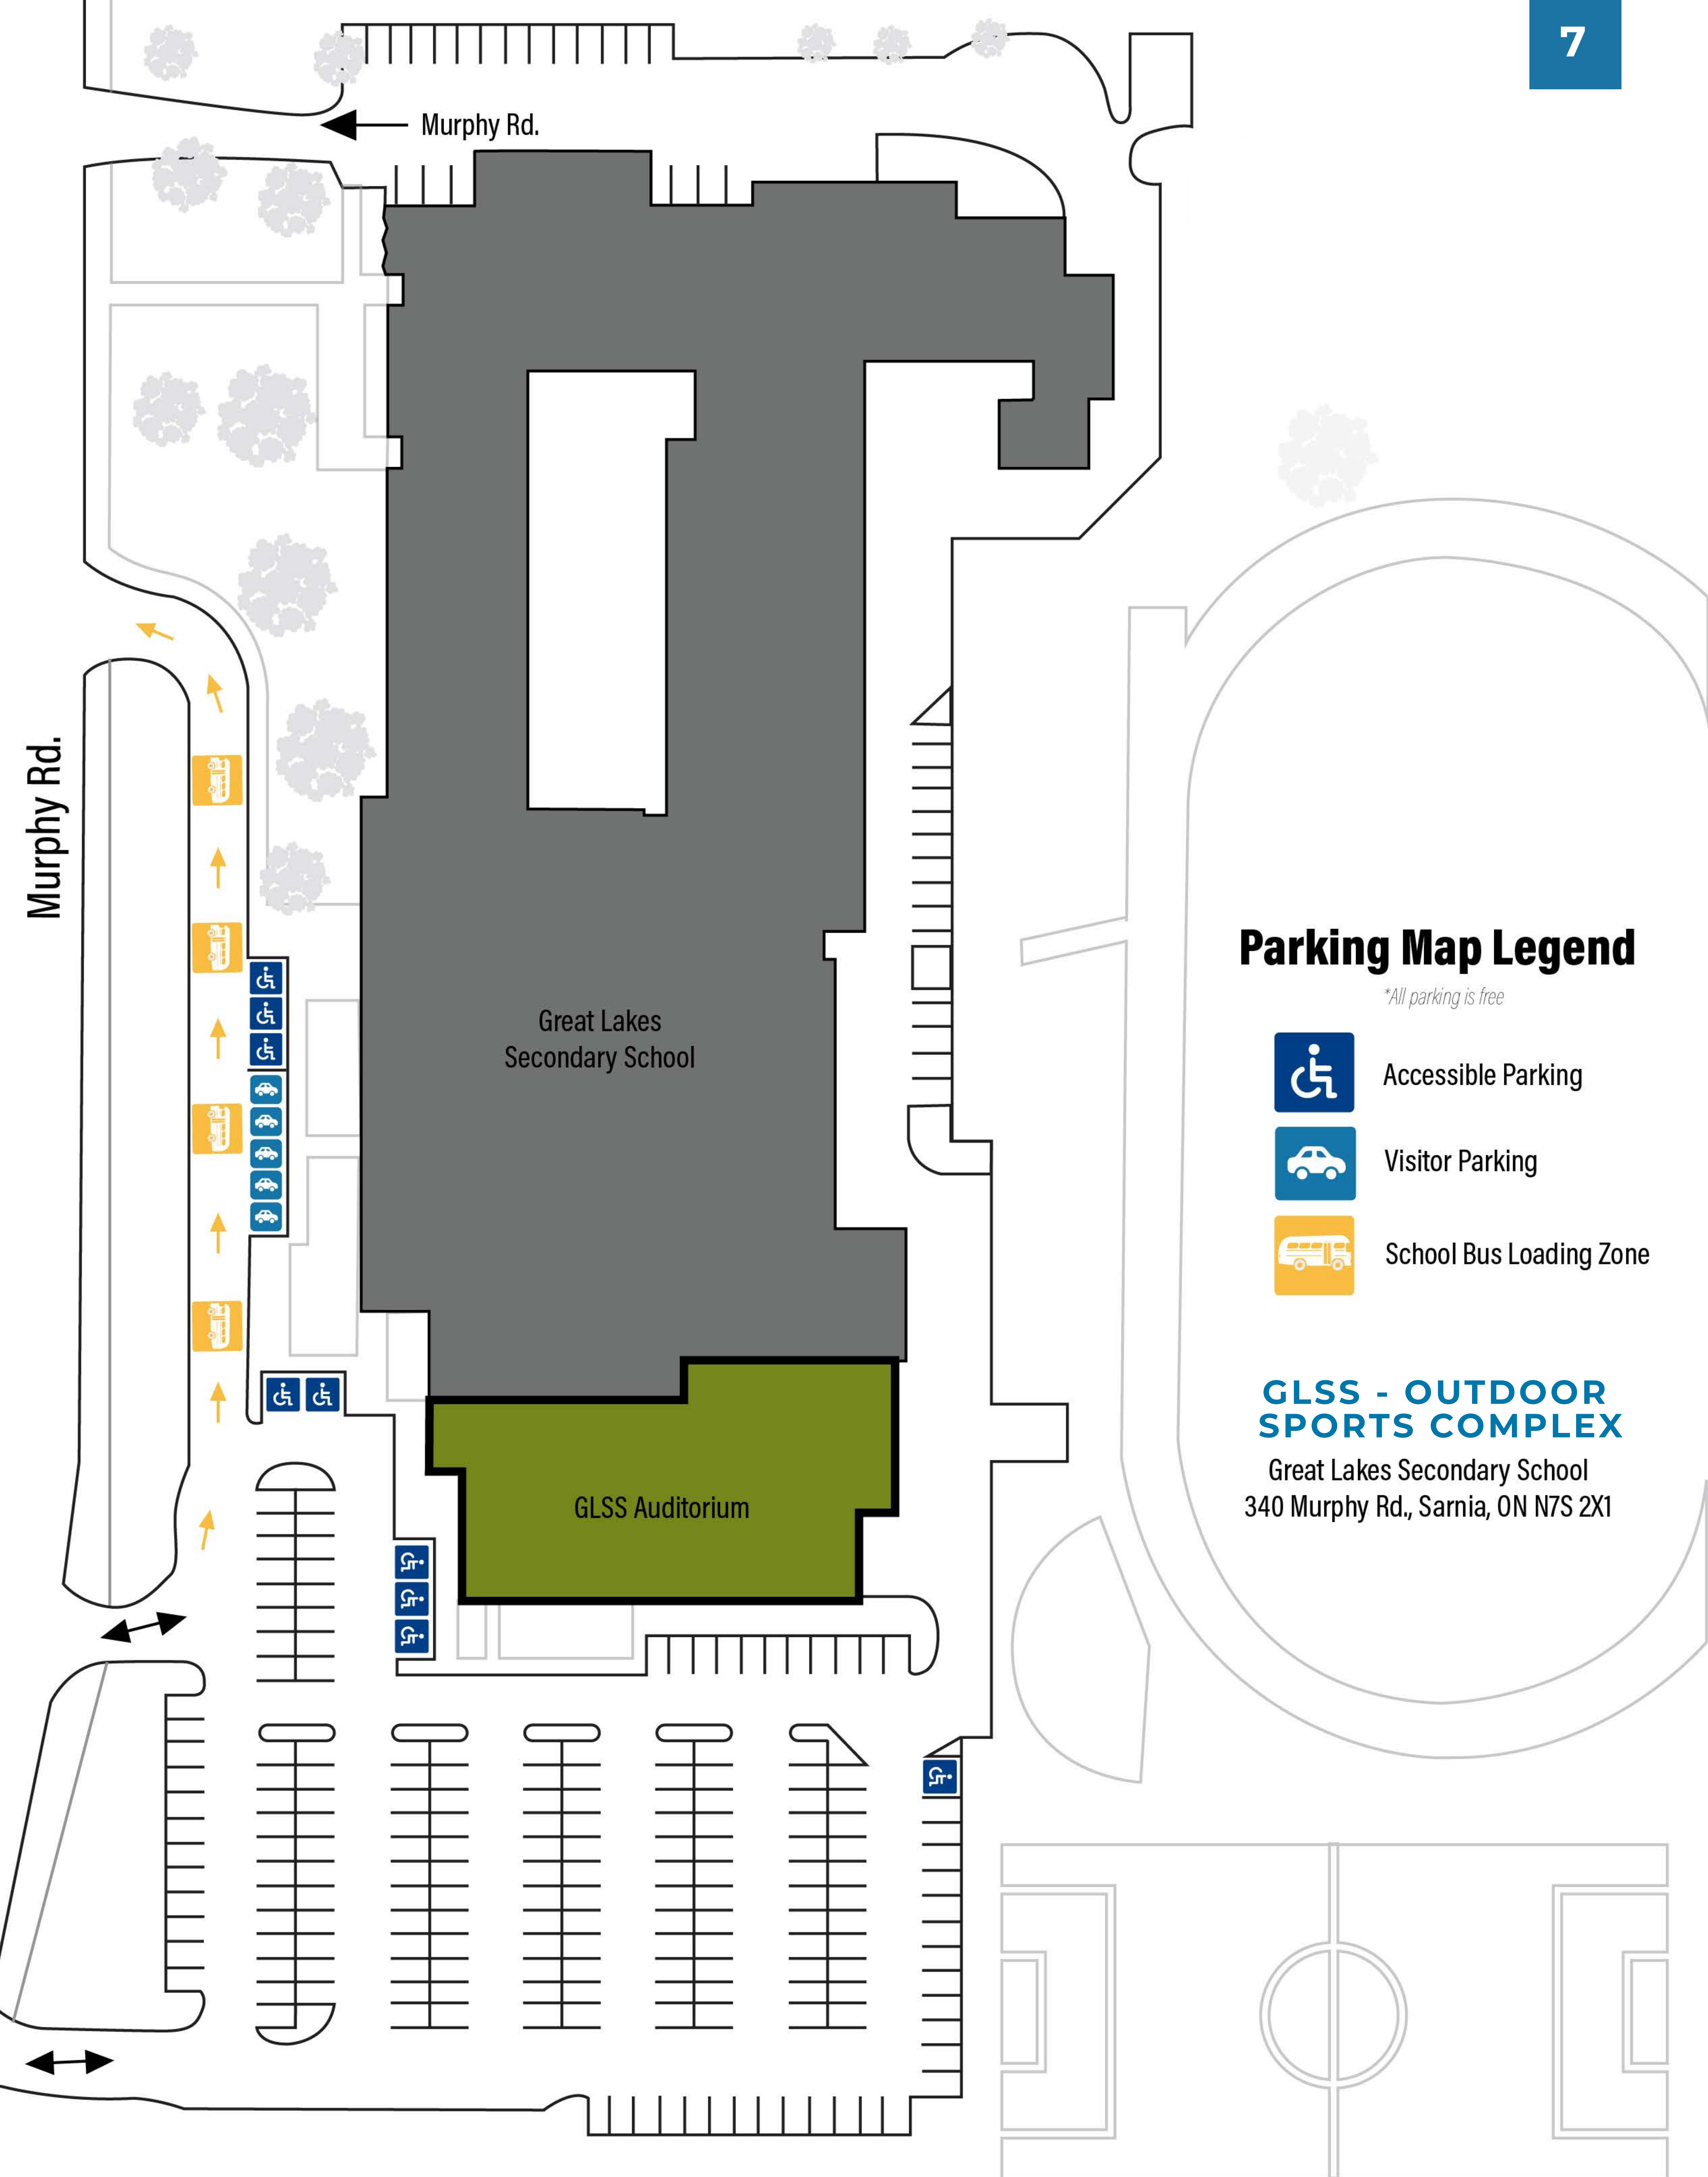 7
Murphy Rd.
Murphy Rd.
Great Lakes
Secondary School
GLSS Auditorium
Parking Map Legend
*All parking is free
Accessible Parking
Visitor Parking
School Bus Loading Zone
GLSS - OUTDOOR
SPORTS COMPLEX
Great Lakes Secondary School
340 Murphy Rd., Sarnia, ON N7S 2X1